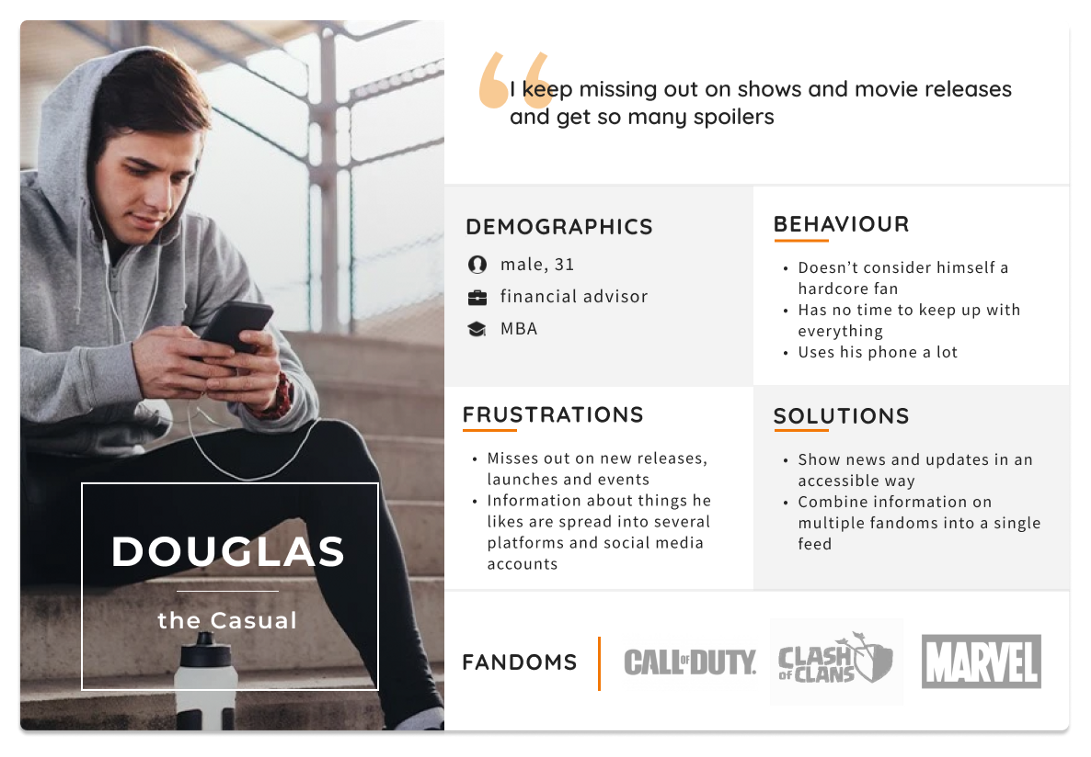 I keep missing out on shows and movie releases
and get so many spoilers
DEMOGRAPHICS
male, 31
financial advisor
MBA
BEHAVIOUR
• Doesn’t consider himself a
hardcore fan
• Has no time to keep up with
everything
• Uses his phone a lot
FRUSTRATIONS
• Misses out on new releases,
launches and events
• Information about things he
likes are spread into several
platforms and social media
accounts
SOLUTIONS
• Show news and updates in an
accessible way
• Combine information on
multiple fandoms into a single
feed
DOUGLAS
the Casual
FANDOMS
CALL OF DUTY.
CLASH
OF CLANS
MARVEL